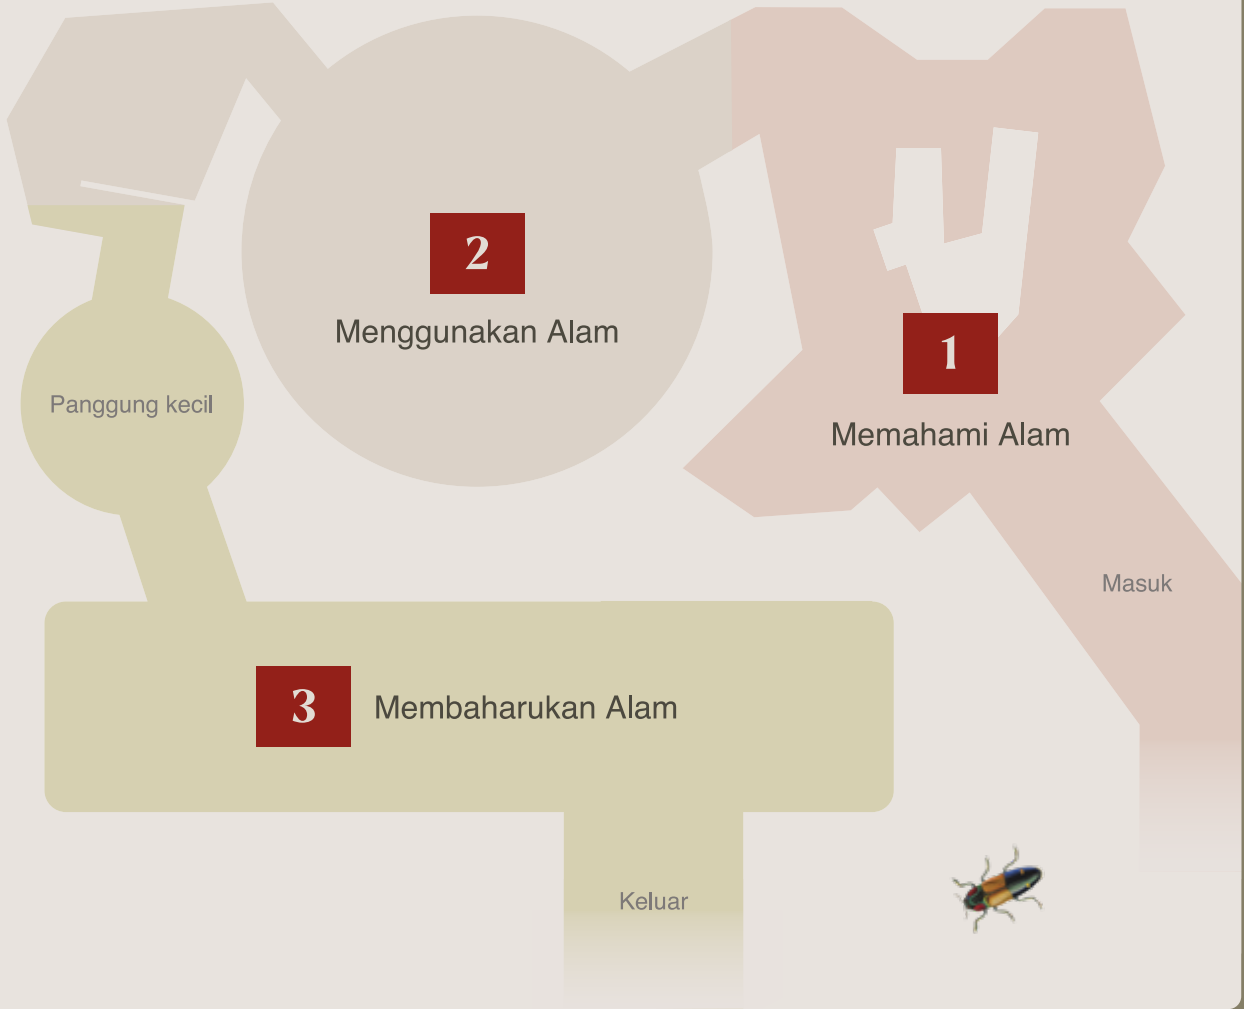 2
Menggunakan Alam
1
Memahami Alam
Panggung kecil
Masuk
3
Membaharukan Alam
Keluar